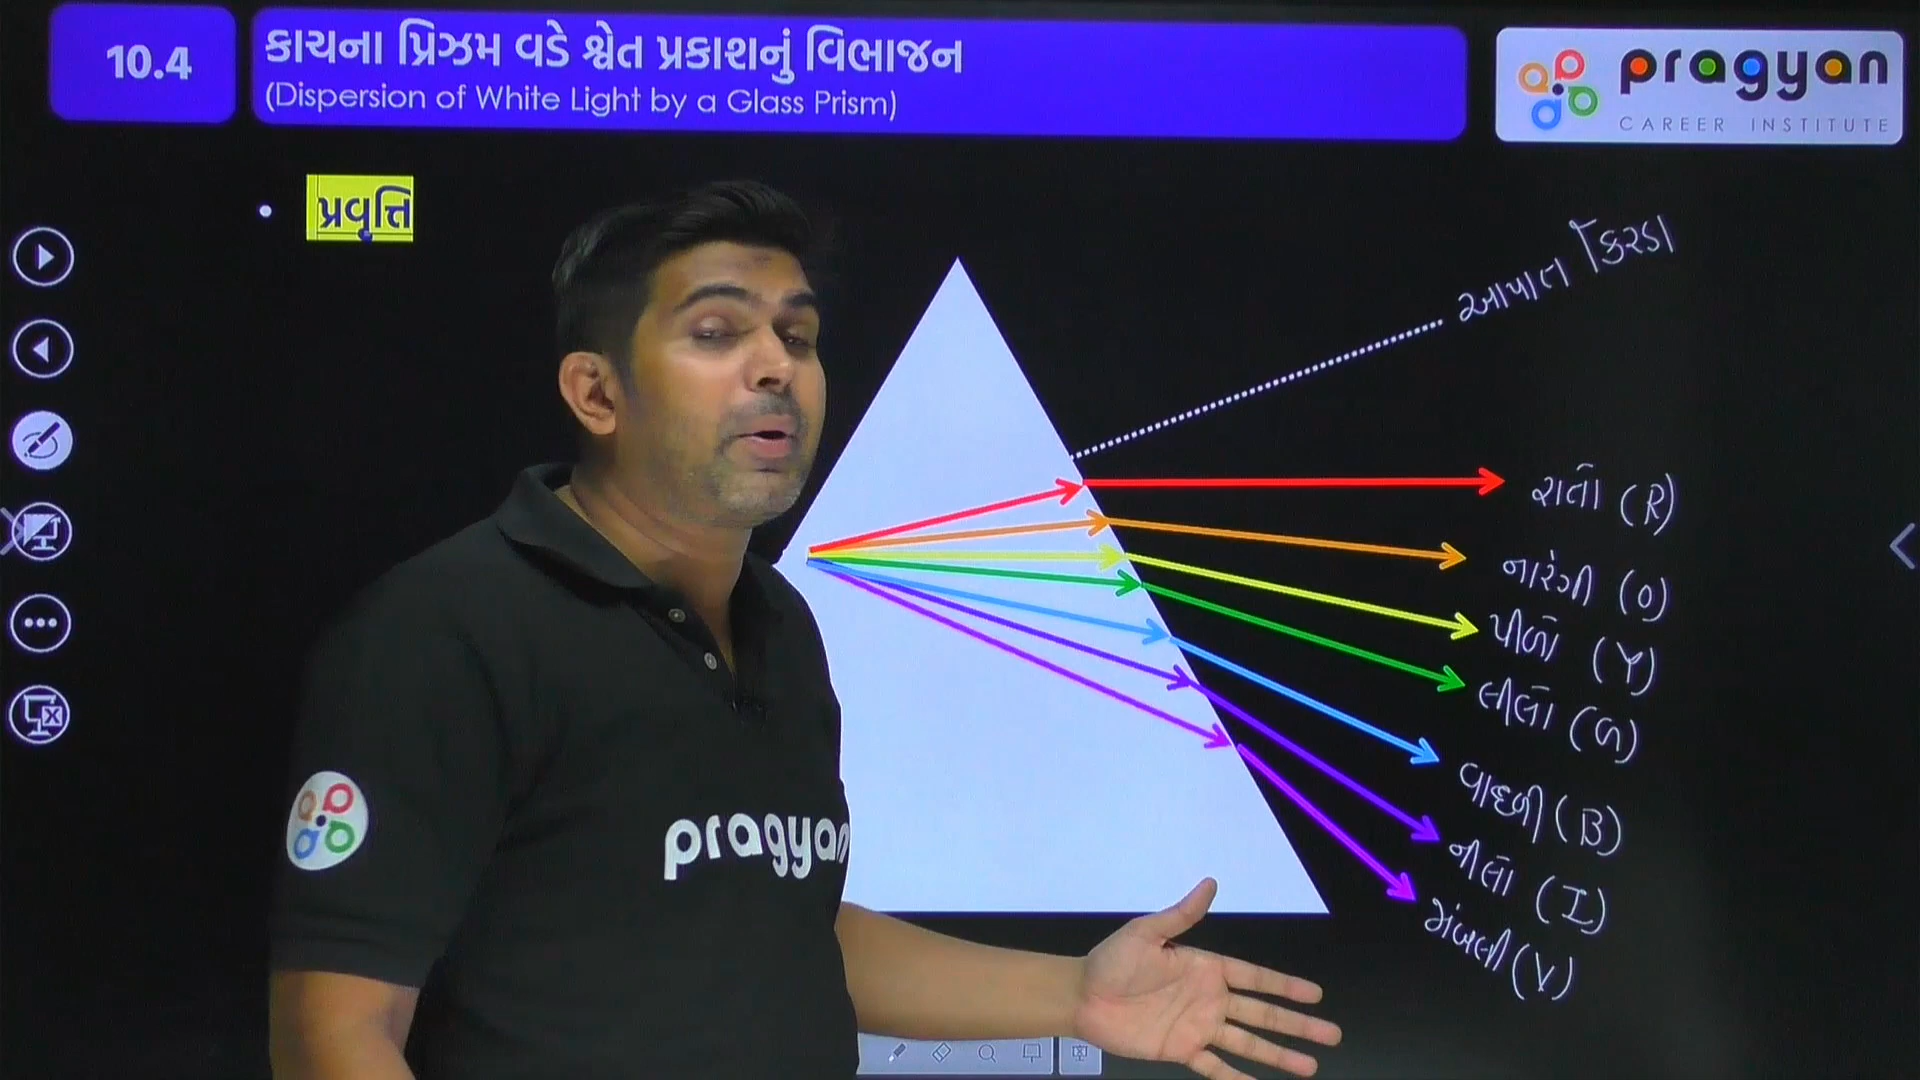 10.4
કાચના પ્રિઝમ વડે શ્વેત પ્રકાશનું વિભાજન
(Dispersion of White Light by a Glass Prism)
pragyan
CAREER INSTITUTE
• પ્રવૃત્તિ
આપાત કિરણ
રાતો (R)
નારંગી (O)
પીળો (Y)
લીલો (G)
વાદળી (B)
નીલો (I)
જાંબલી (V)
pragyan